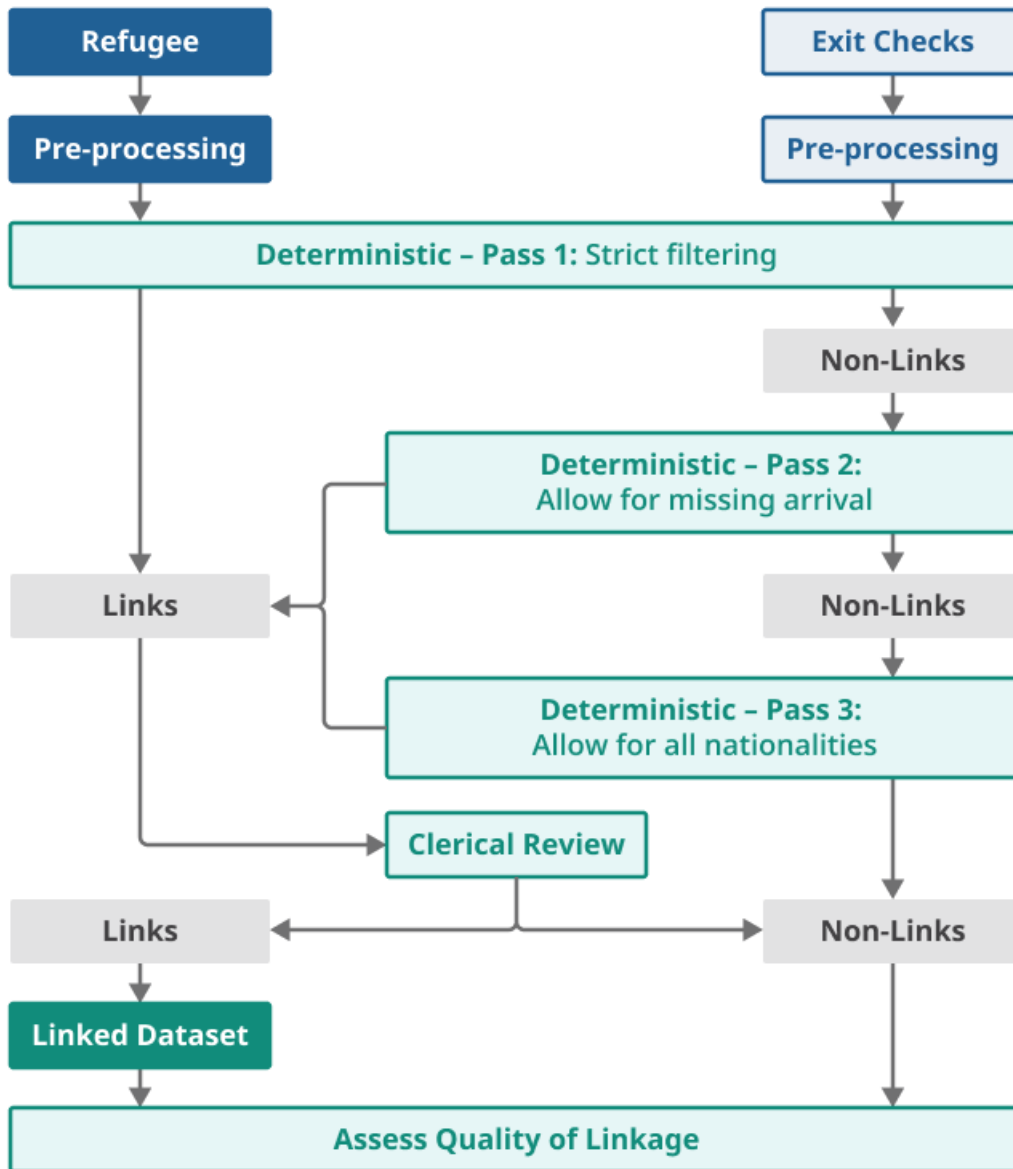 Refugee
Exit Checks
Pre-processing
Pre-processing
Deterministic – Pass 1: Strict filtering
Non-Links
Deterministic – Pass 2:
Allow for missing arrival
Links
Non-Links
Deterministic – Pass 3:
Allow for all nationalities
Clerical Review
Links
Non-Links
Linked Dataset
Assess Quality of Linkage